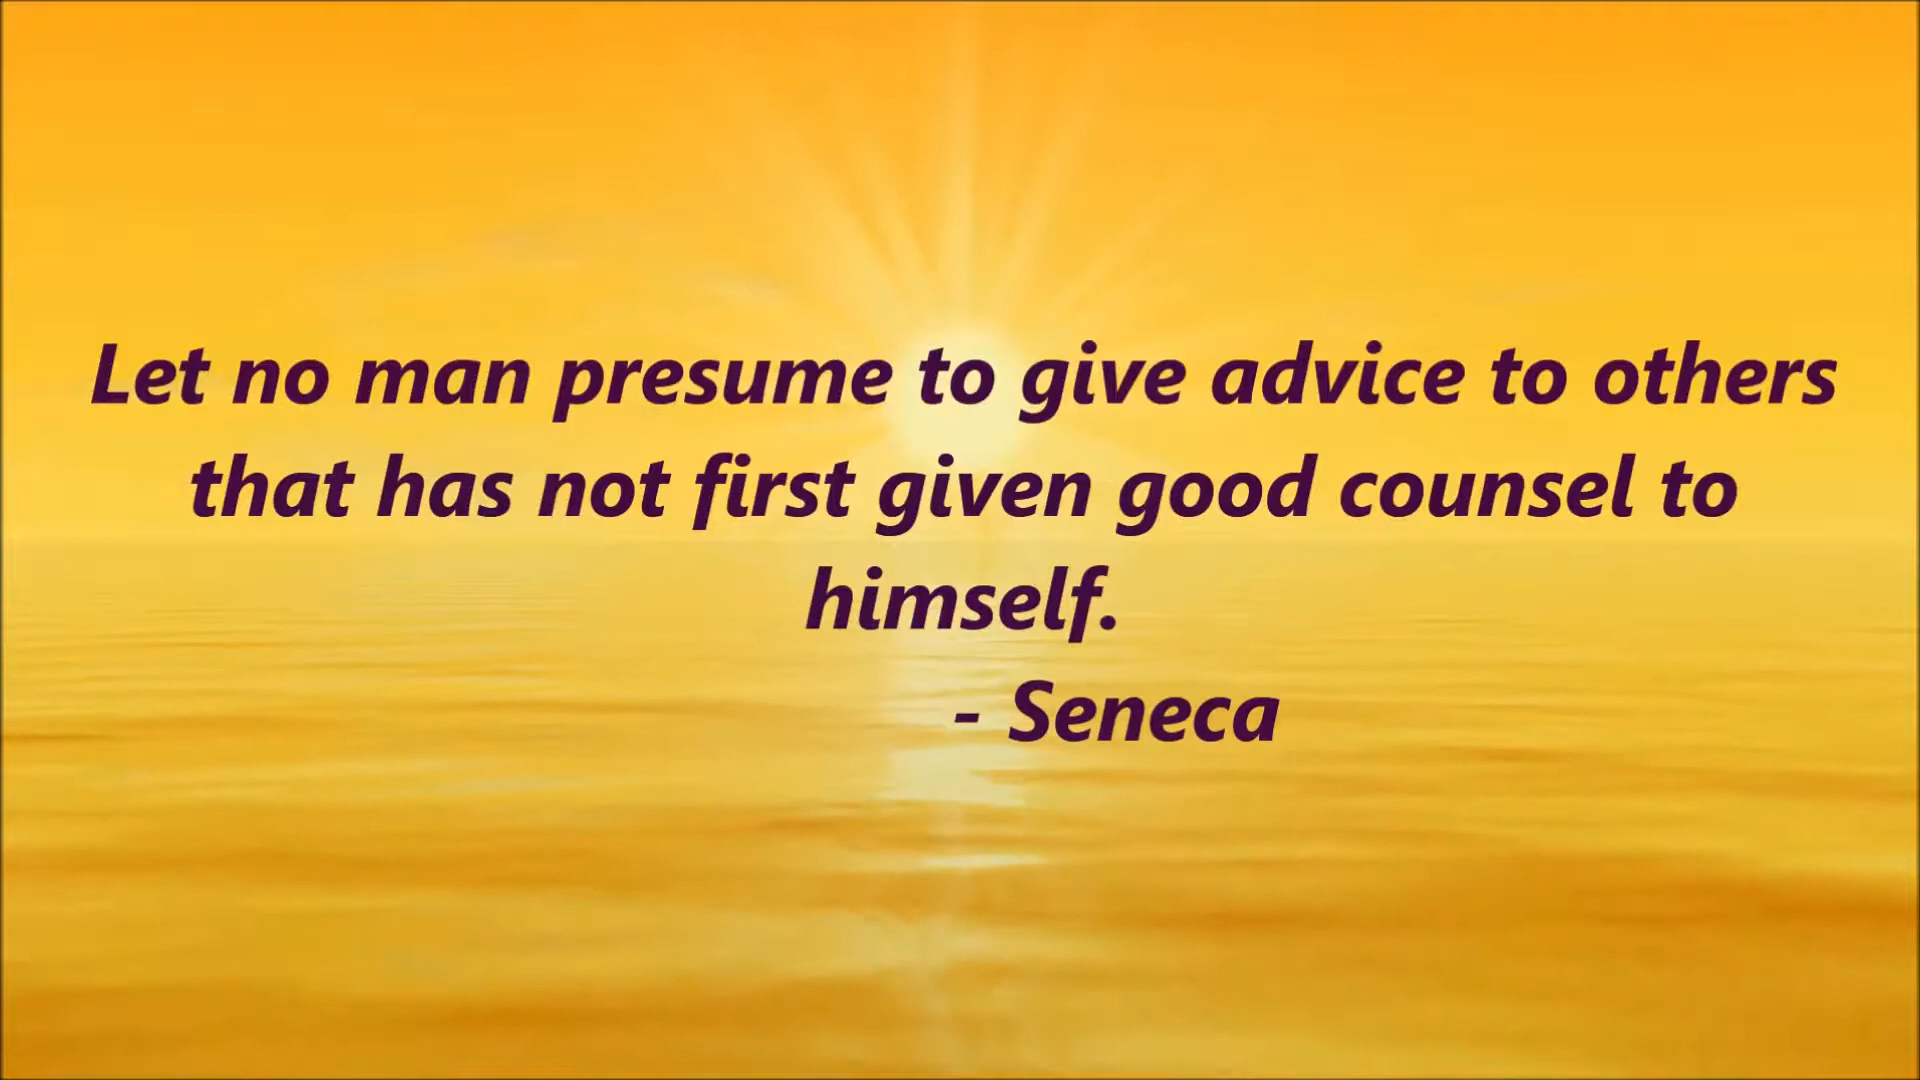 Let no man presume to give advice to others
that has not first given good counsel to
himself.
- Seneca